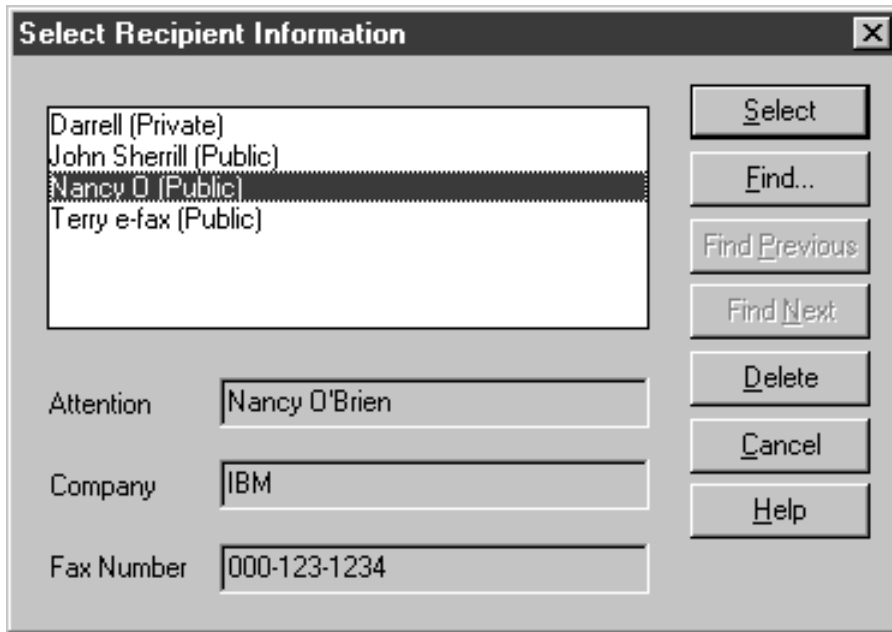 Select Recipient Information
Darrell (Private)
John Sherrill (Public)
Nancy O (Public)
Terry e-fax (Public)
Attention
Nancy O'Brien
Company
IBM
Fax Number
000-123-1234
Select
Find...
Find Previous
Find Next
Delete
Cancel
Help